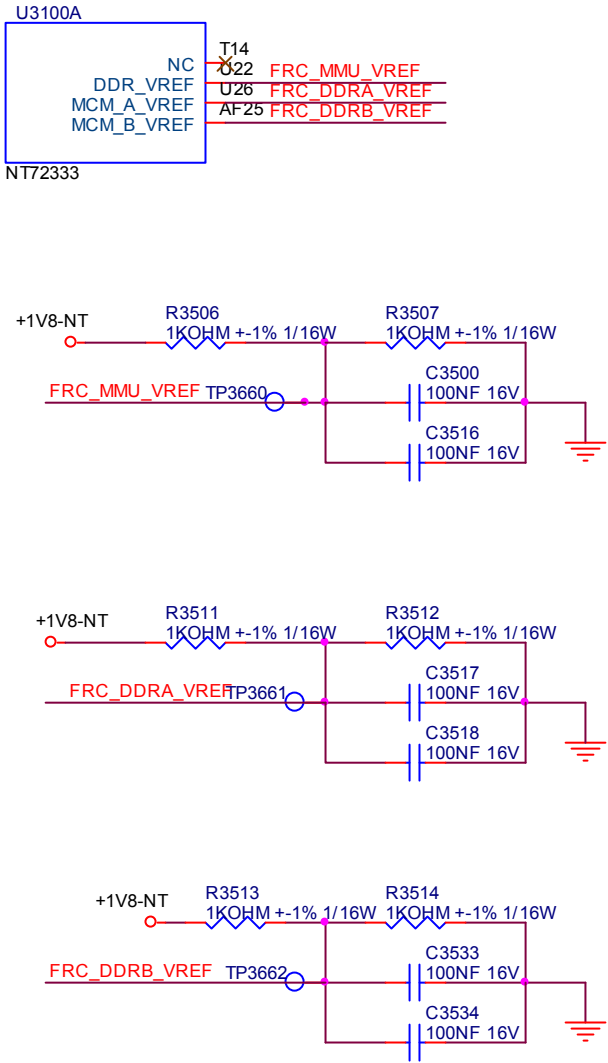 U3100A
T14
NC
U22 FRC_MMU_VREF
DDR_VREF
U26 FRC_DDRA_VREF
MCM_A_VREF
AF25 FRC_DDRB_VREF
MCM_B_VREF
NT72333
+1V8-NT
R3506
1KOHM +-1% 1/16W
R3507
1KOHM +-1% 1/16W
FRC_MMU_VREF TP3660
C3500
100NF 16V
C3516
100NF 16V
+1V8-NT
R3511
1KOHM +-1% 1/16W
R3512
1KOHM +-1% 1/16W
FRC_DDRA_VREF TP3661
C3517
100NF 16V
C3518
100NF 16V
+1V8-NT
R3513
1KOHM +-1% 1/16W
R3514
1KOHM +-1% 1/16W
FRC_DDRB_VREF TP3662
C3533
100NF 16V
C3534
100NF 16V